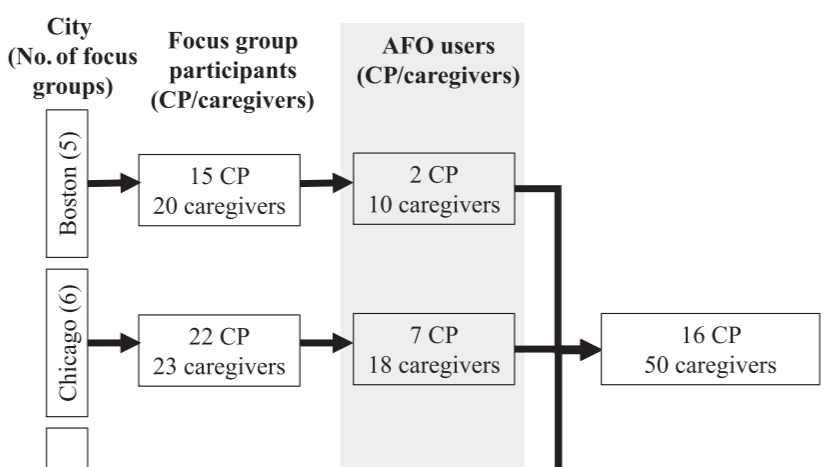 City
(No. of focus
groups)
Focus group
participants
(CP/caregivers)
AFO users
(CP/caregivers)
Boston (5)
15 CP
20 caregivers
2 CP
10 caregivers
Chicago (6)
22 CP
23 caregivers
7 CP
18 caregivers
16 CP
50 caregivers